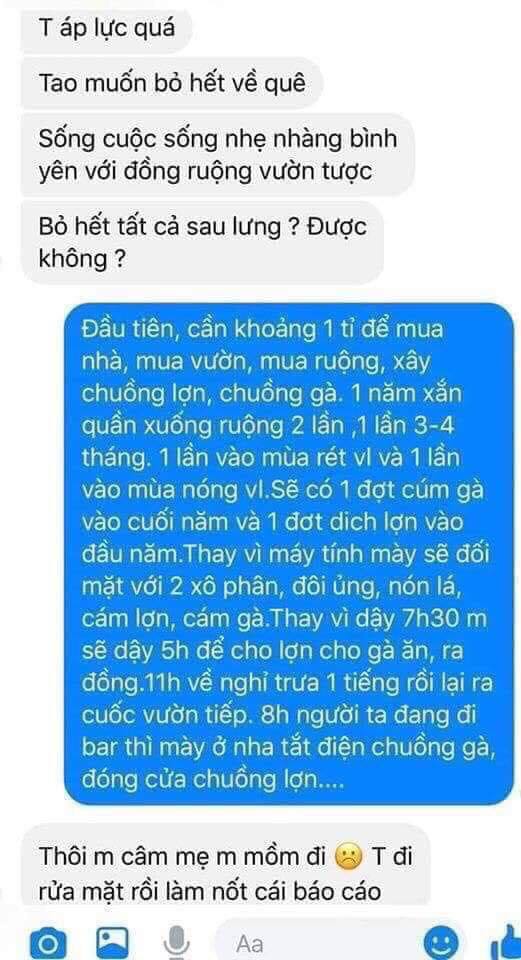 T áp lực quá
Tao muốn bỏ hết về quê
Sống cuộc sống nhẹ nhàng bình
yên với đồng ruộng vườn tược
Bỏ hết tất cả sau lưng ? Được
không ?
Đầu tiên, cần khoảng 1 tỉ để mua
nhà, mua vườn, mua ruộng, xây
chuồng lợn, chuồng gà. 1 năm xắn
quần xuống ruộng 2 lần ,1 lần 3-4
tháng. 1 lần vào mùa rét vl và 1 lần
vào mùa nóng vl.Sẽ có 1 đợt cúm gà
vào cuối năm và 1 đơt dich lợn vào
đầu năm.Thay vì máy tính mày sẽ đối
mặt với 2 xô phân, đôi ủng, nón lá,
cám lợn, cám gà.Thay vì dậy 7h30 m
sẽ dậy 5h để cho lợn cho gà ăn, ra
đồng.11h về nghỉ trưa 1 tiếng rồi lại ra
cuốc vườn tiếp. 8h người ta đang đi
bar thì mày ở nha tắt điện chuồng gà,
đóng cửa chuồng lợn....
Thôi m câm mẹ m mồm đi ☹️ T đi
rửa mặt rồi làm nốt cái báo cáo
Aa